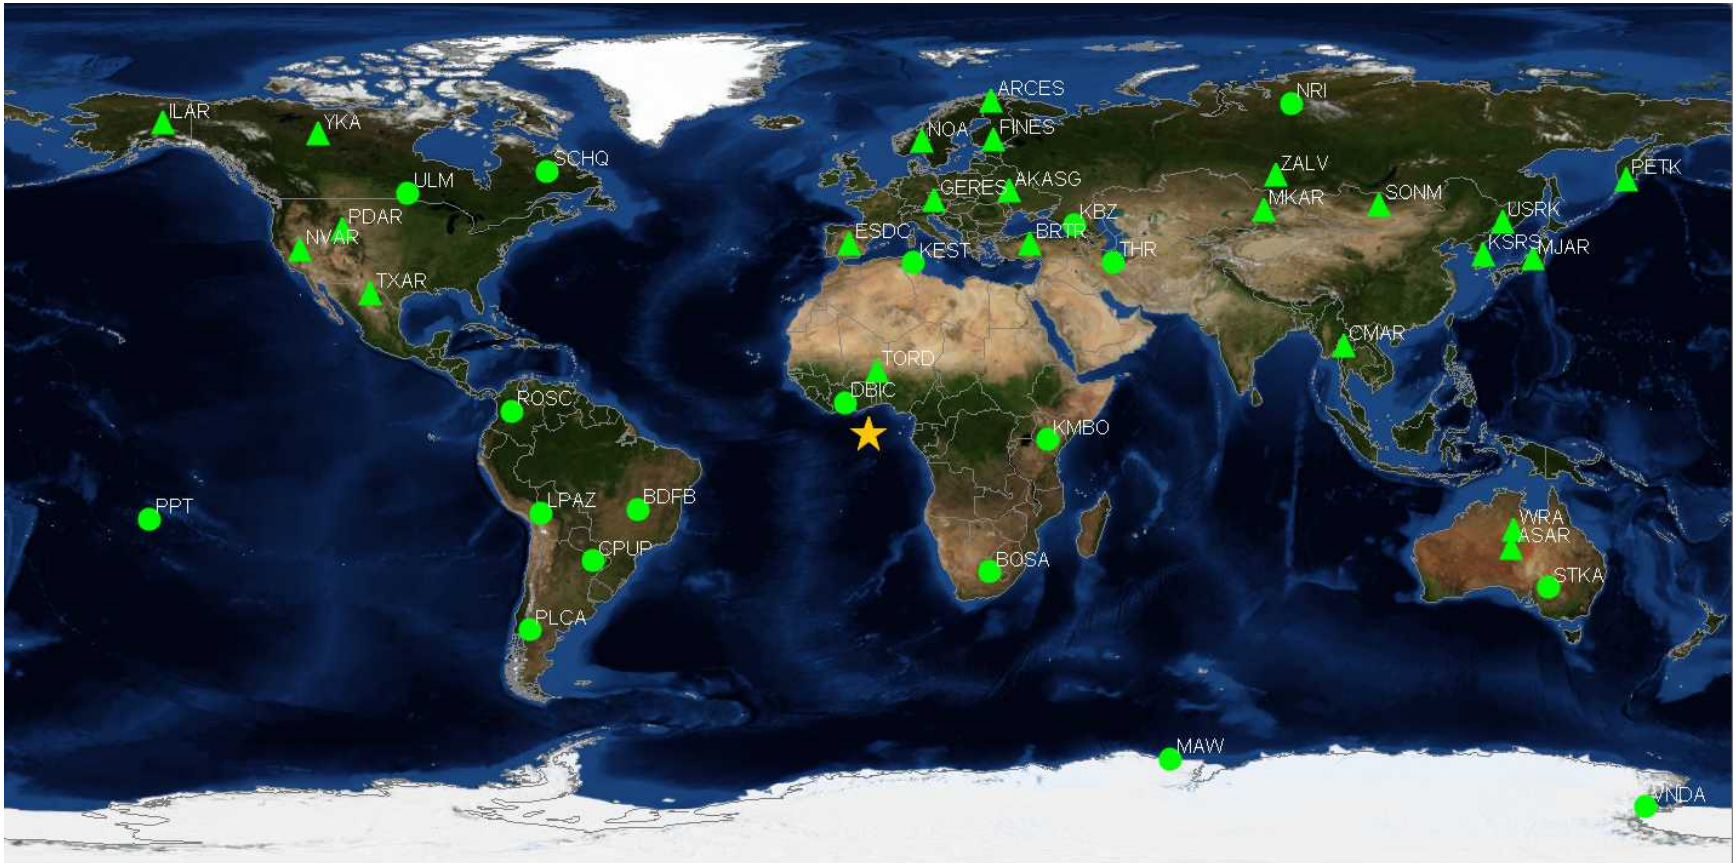 ARCES
NRI
ILAR
YKA
NOA
FINES
SCHQ
ZALV
PETK
ULM
GERES
AKASG
MKAR
SONM
PDAR
KBZ
USRK
NVAR
ESDC
BRTR
KEST
THR
KSRS
MJAR
TXAR
CMAR
TORD
ROSC
DBIC
KMBO
PPT
LPAZ
BDFB
WRA
ASAR
CPUP
BOSA
STKA
PLCA
MAW
VNDA